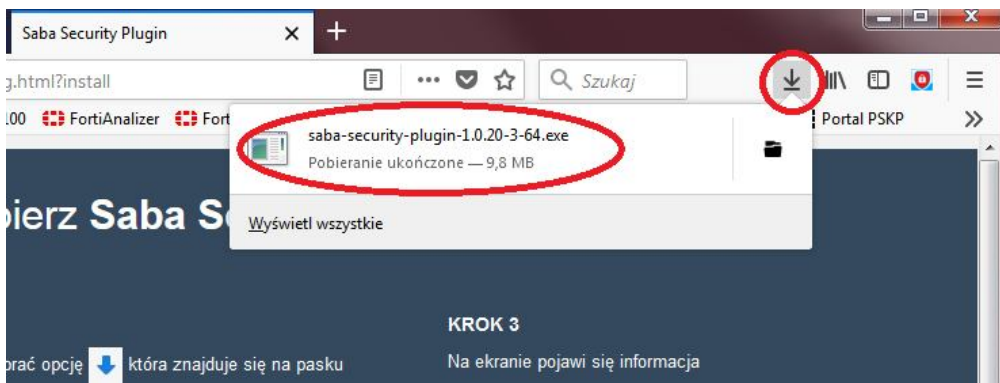 Saba Security Plugin
g.html?install
Szukaj
00 FortiAnalizer Fort
Portal PSKP
saba-security-plugin-1.0.20-3-64.exe
Pobieranie ukończone — 9,8 MB
Wyświetl wszystkie
bierz Saba S
KROK 3
brać opcję która znajduje się na pasku
Na ekranie pojawi się informacja